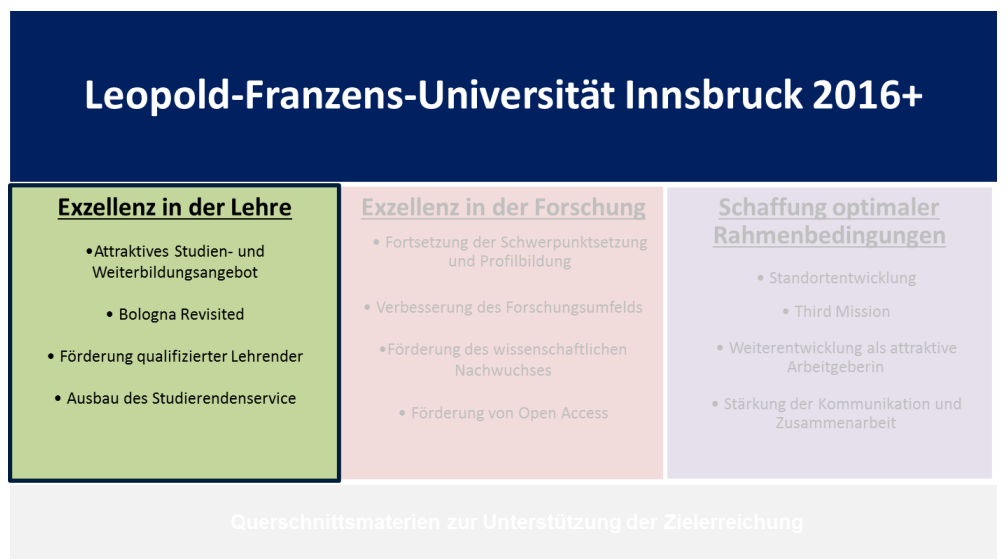 Leopold-Franzens-Universität Innsbruck 2016+
Exzellenz in der Lehre
•Attraktives Studien- und
Weiterbildungsangebot
• Bologna Revisited
• Förderung qualifizierter Lehrender
• Ausbau des Studierendenservice
Exzellenz in der Forschung
• Fortsetzung der Schwerpunktsetzung
und Profilbildung
• Verbesserung des Forschungsumfelds
•Förderung des wissenschaftlichen
Nachwuchses
• Förderung von Open Access
Schaffung optimaler
Rahmenbedingungen
• Standortentwicklung
• Third Mission
• Weiterentwicklung als attraktive
Arbeitgeberin
• Stärkung der Kommunikation und
Zusammenarbeit
Querschnittsmaterien zur Unterstützung der Zielerreichung